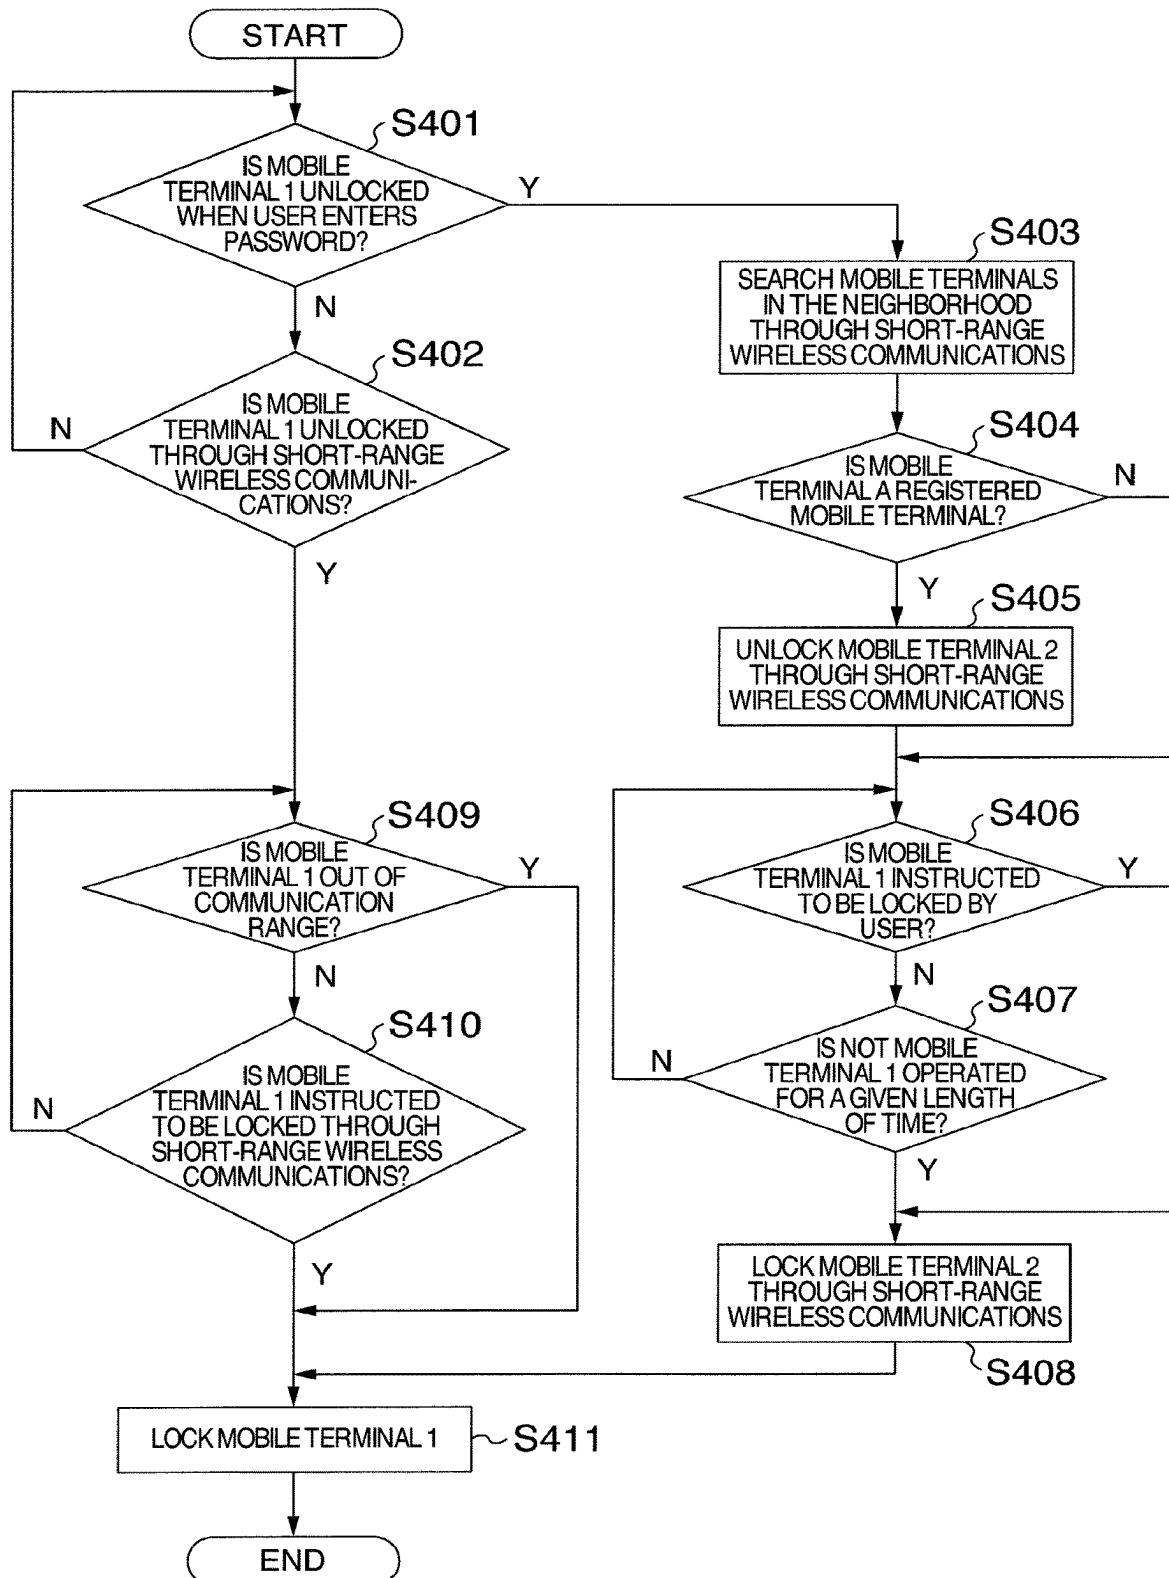 START
S401
IS MOBILE
TERMINAL 1 UNLOCKED
WHEN USER ENTERS
PASSWORD?
Y
N
S402
IS MOBILE
TERMINAL 1 UNLOCKED
THROUGH SHORT-RANGE
WIRELESS COMMUNI-
CATIONS?
N
Y
S403
SEARCH MOBILE TERMINALS
IN THE NEIGHBORHOOD
THROUGH SHORT-RANGE
WIRELESS COMMUNICATIONS
S404
IS MOBILE
TERMINAL A REGISTERED
MOBILE TERMINAL?
N
Y
S405
UNLOCK MOBILE TERMINAL 2
THROUGH SHORT-RANGE
WIRELESS COMMUNICATIONS
S406
IS MOBILE
TERMINAL 1 INSTRUCTED
TO BE LOCKED BY
USER?
Y
N
S407
IS NOT MOBILE
TERMINAL 1 OPERATED
FOR A GIVEN LENGTH
OF TIME?
N
Y
LOCK MOBILE TERMINAL 2
THROUGH SHORT-RANGE
WIRELESS COMMUNICATIONS
S408
S409
IS MOBILE
TERMINAL 1 OUT OF
COMMUNICATION
RANGE?
Y
N
S410
IS MOBILE
TERMINAL 1 INSTRUCTED
TO BE LOCKED THROUGH
SHORT-RANGE WIRELESS
COMMUNICATIONS?
N
Y
LOCK MOBILE TERMINAL 1
S411
END